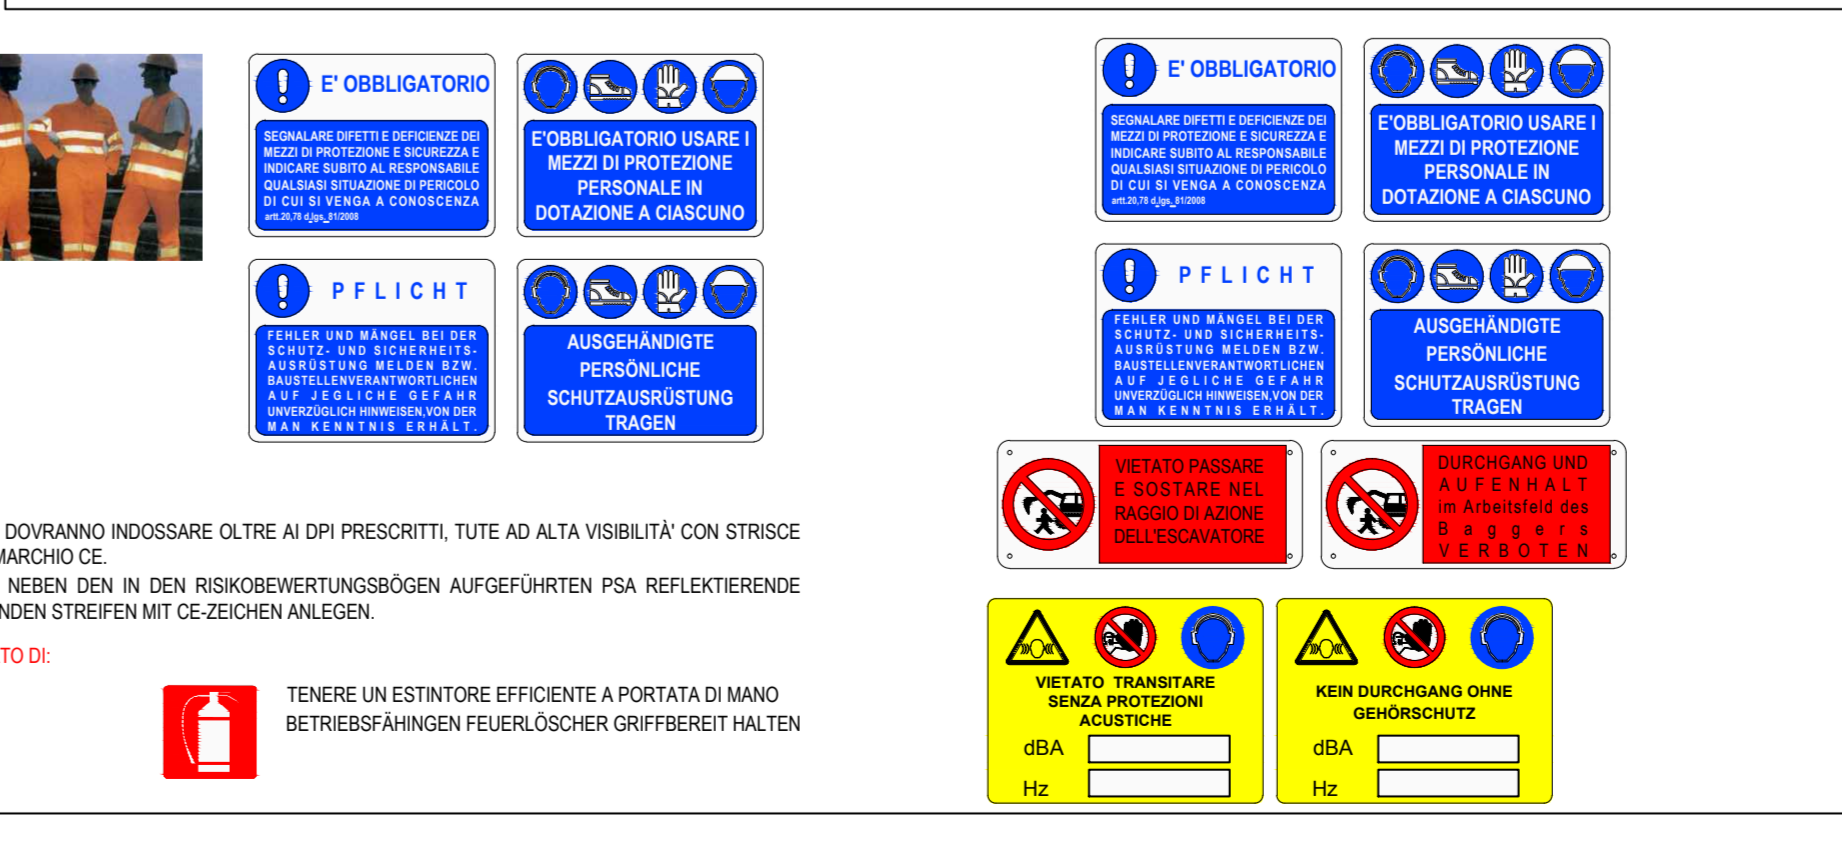 E' OBBLIGATORIO
SEGNALARE DIFETTI E DEFICIENZE DEI
MEZZI DI PROTEZIONE E SICUREZZA E
INDICARE SUBITO AL RESPONSABILE
QUALSIASI SITUAZIONE DI PERICOLO
DI CUI SI VENGA A CONOSCENZA
artt.20,78 d,lgs_81/2008
E'OBBLIGATORIO USARE I
MEZZI DI PROTEZIONE
PERSONALE IN
DOTAZIONE A CIASCUNO
PFLICHT
FEHLER UND MÄNGEL BEI DER
SCHUTZ- UND SICHERHEITS-
AUSRÜSTUNG MELDEN BZW.
BAUSTELLENVERANTWORTLICHEN
AUF JEGLICHE GEFAHR
UNVERZÜGLICH HINWEISEN,VON DER
MAN KENNTNIS ERHÄLT.
AUSGEHÄNDIGTE
PERSÖNLICHE
SCHUTZAUSRÜSTUNG
TRAGEN
DOVRANNO INDOSSARE OLTRE AI DPI PRESCRITTI, TUTE AD ALTA VISIBILITÀ' CON STRISCE
MARCHIO CE.
NEBEN DEN IN DEN RISIKOBEWERTUNGSBÖGEN AUFGEFÜHRTEN PSA REFLEKTIERENDE
NDEN STREIFEN MIT CE-ZEICHEN ANLEGEN.
TO DI:
TENERE UN ESTINTORE EFFICIENTE A PORTATA DI MANO
BETRIEBSFÄHINGEN FEUERLÖSCHER GRIFFBEREIT HALTEN
E' OBBLIGATORIO
SEGNALARE DIFETTI E DEFICIENZE DEI
MEZZI DI PROTEZIONE E SICUREZZA E
INDICARE SUBITO AL RESPONSABILE
QUALSIASI SITUAZIONE DI PERICOLO
DI CUI SI VENGA A CONOSCENZA
artt.20,78 d,lgs_81/2008
E'OBBLIGATORIO USARE I
MEZZI DI PROTEZIONE
PERSONALE IN
DOTAZIONE A CIASCUNO
PFLICHT
FEHLER UND MÄNGEL BEI DER
SCHUTZ- UND SICHERHEITS-
AUSRÜSTUNG MELDEN BZW.
BAUSTELLENVERANTWORTLICHEN
AUF JEGLICHE GEFAHR
UNVERZÜGLICH HINWEISEN,VON DER
MAN KENNTNIS ERHÄLT.
AUSGEHÄNDIGTE
PERSÖNLICHE
SCHUTZAUSRÜSTUNG
TRAGEN
VIETATO PASSARE
E SOSTARE NEL
RAGGIO DI AZIONE
DELL'ESCAVATORE
DURCHGANG UND
AUFENHALT
im Arbeitsfeld des
Baggers
VERBOTEN
VIETATO TRANSITARE
SENZA PROTEZIONI
ACUSTICHE
dBA
Hz
KEIN DURCHGANG OHNE
GEHÖRSCHUTZ
dBA
Hz